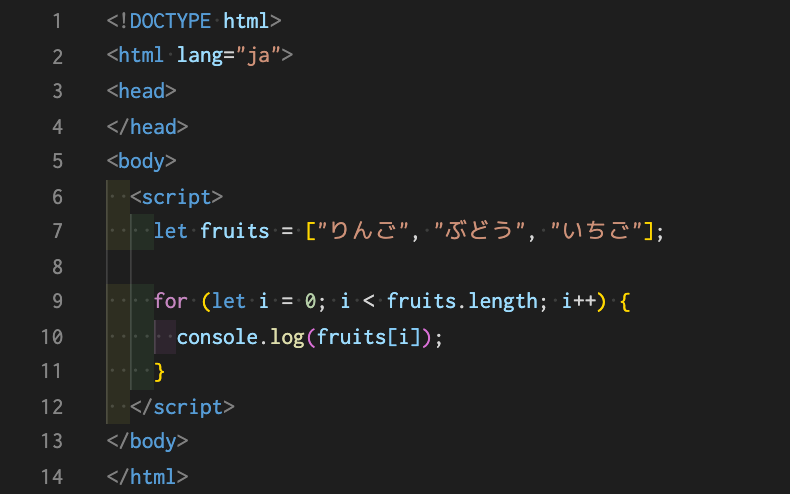 1 <!DOCTYPE html>
2 <html lang="ja">
3 <head>
4 </head>
5 <body>
6 <script>
7 let fruits = ["りんご", "ぶどう", "いちご"];
8
9 for (let i = 0; i < fruits.length; i++) {
10 console.log(fruits[i]);
11 }
12 </script>
13 </body>
14 </html>